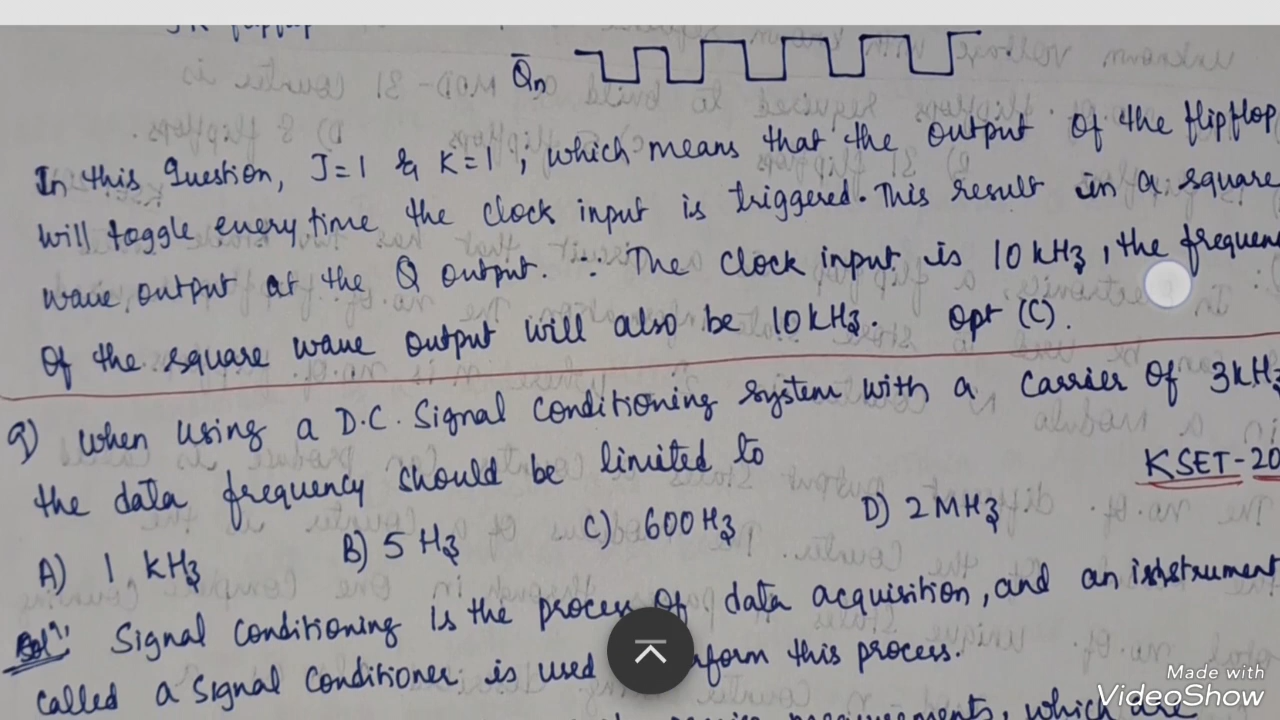 Q̄n
In this Question, J=1 & K=1, which means that the output of the flipflop
will toggle every time the clock input is triggered. This result in a square
wave output at the Q output. ∵ The clock input is 10 kHz, the frequen
of the square wave output will also be 10 kHz. opt (C).
Q) When using a D.C. Signal Conditioning system with a carrier of 3kHz
the data frequency should be limited to
KSET-20
A) 1 kHz B) 5 Hz C) 600 Hz D) 2 MHz
Soln: Signal Conditioning is the process of data acquisition, and an instrument
called a signal conditioner is used this process.
which are
Made with
VideoShow